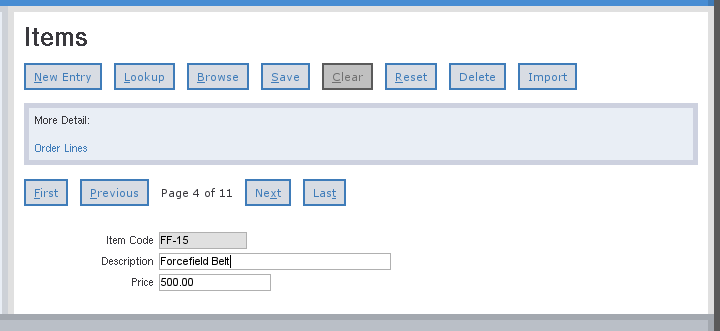 Items
New Entry Lookup Browse Save Clear Reset Delete Import
More Detail:
Order Lines
First Previous Page 4 of 11 Next Last
Item Code FF-15
Description Forcefield Belt
Price 500.00